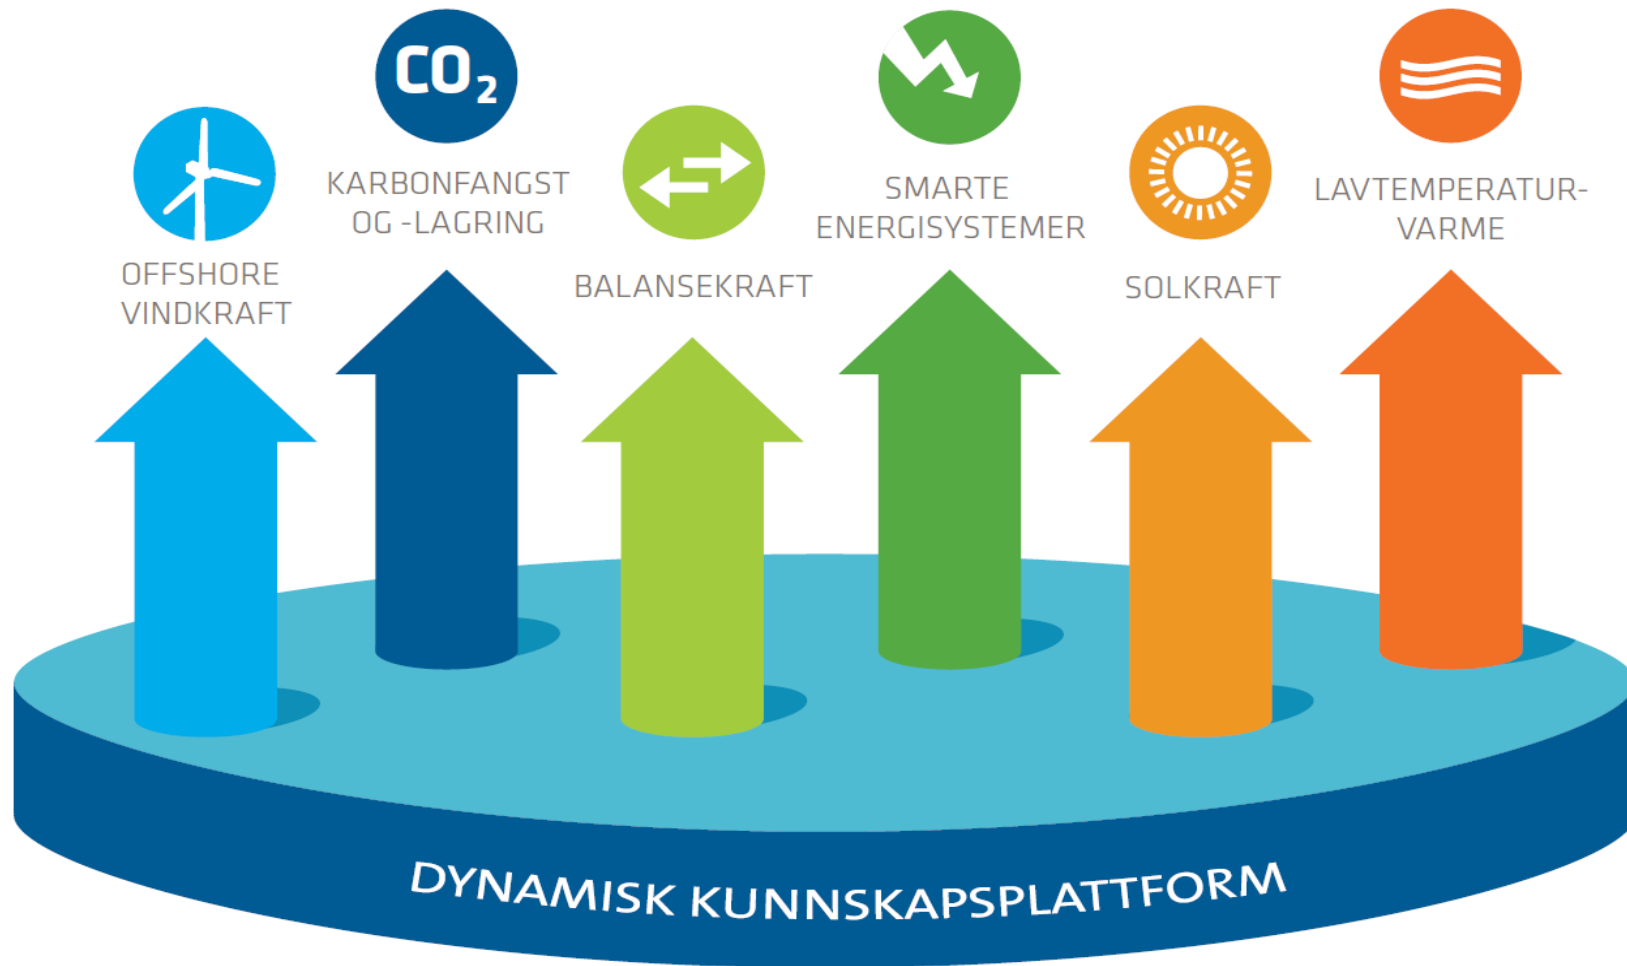 CO2
KARBONFANGST
OG -LAGRING
OFFSHORE
VINDKRAFT
BALANSEKRAFT
SMARTE
ENERGISYSTEMER
SOLKRAFT
LAVTEMPERATUR-
VARME
DYNAMISK KUNNSKAPSPLATTFORM